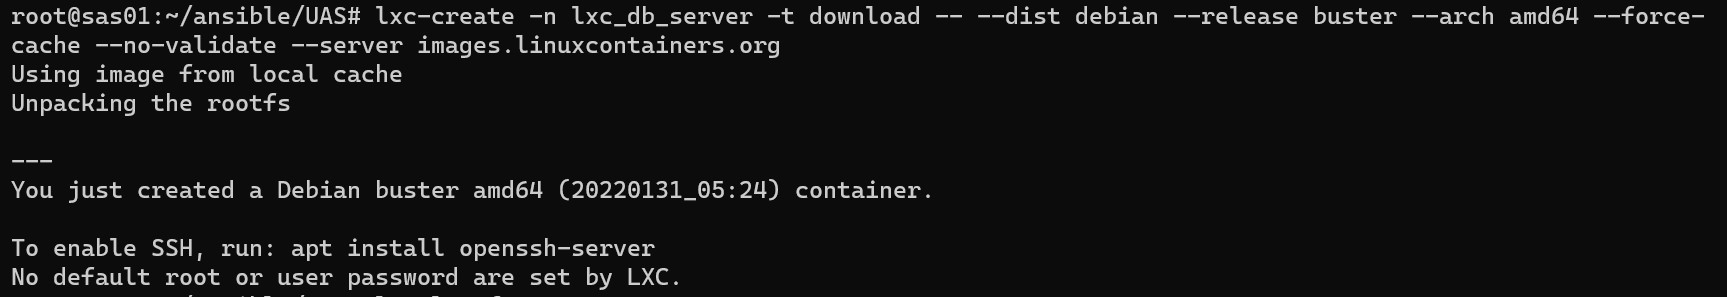 root@sas01:~/ansible/UAS# lxc-create -n lxc_db_server -t download -- --dist debian --release buster --arch amd64 --force-
cache --no-validate --server images.linuxcontainers.org
Using image from local cache
Unpacking the rootfs
---
You just created a Debian buster amd64 (20220131_05:24) container.
To enable SSH, run: apt install openssh-server
No default root or user password are set by LXC.